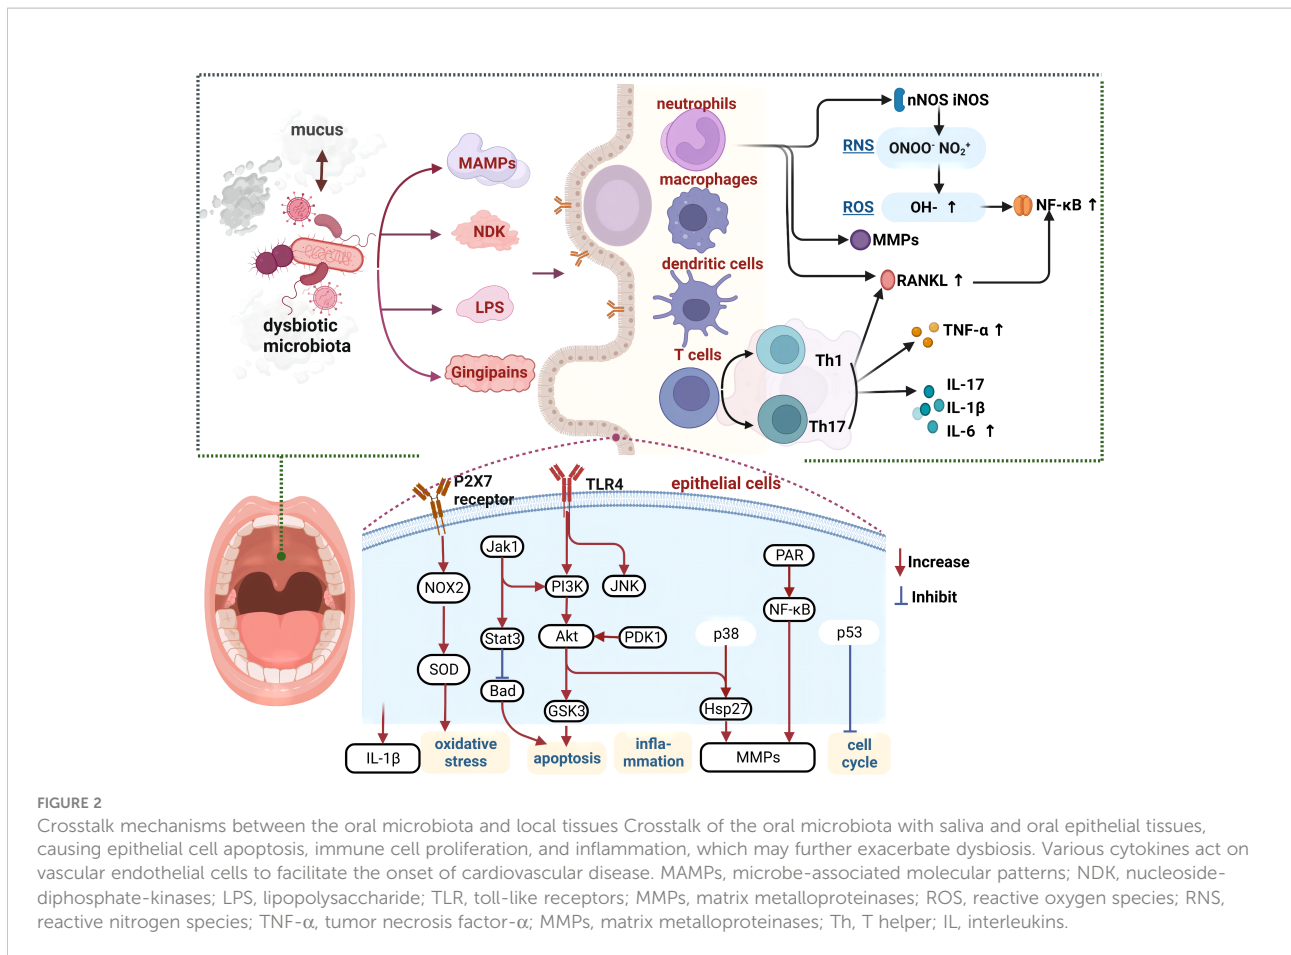 mucus
dysbiotic
microbiota
MAMPs
NDK
LPS
Gingipains
neutrophils
macrophages
dendritic cells
T cells
Th1
Th17
nNOS iNOS
RNS
ONOO⁻ NO₂⁺
ROS
OH- ↑
NF-κB ↑
MMPs
RANKL ↑
TNF-α ↑
IL-17
IL-1β
IL-6 ↑
P2X7
receptor
TLR4
epithelial cells
Jak1
PAR
NOX2
PI3K
JNK
NF-κB
Stat3
Akt
PDK1
p38
p53
SOD
Bad
GSK3
Hsp27
IL-1β
oxidative
stress
apoptosis
infla-
mmation
MMPs
cell
cycle
Increase
Inhibit
FIGURE 2
Crosstalk mechanisms between the oral microbiota and local tissues Crosstalk of the oral microbiota with saliva and oral epithelial tissues,
causing epithelial cell apoptosis, immune cell proliferation, and inflammation, which may further exacerbate dysbiosis. Various cytokines act on
vascular endothelial cells to facilitate the onset of cardiovascular disease. MAMPs, microbe-associated molecular patterns; NDK, nucleoside-
diphosphate-kinases; LPS, lipopolysaccharide; TLR, toll-like receptors; MMPs, matrix metalloproteinases; ROS, reactive oxygen species; RNS,
reactive nitrogen species; TNF-α, tumor necrosis factor-α; MMPs, matrix metalloproteinases; Th, T helper; IL, interleukins.